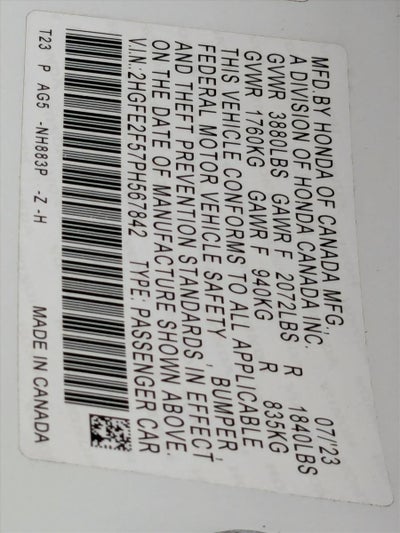 MFD.BY HONDA OF CANADA MFG., 07/'23
A DIVISION OF HONDA CANADA INC.
GVWR 3880LBS GAWR F 2072LBS R 1840LBS
GVWR 1760KG GAWR F 940KG R 835KG
THIS VEHICLE CONFORMS TO ALL APPLICABLE
FEDERAL MOTOR VEHICLE SAFETY , BUMPER,
AND THEFT PREVENTION STANDARDS IN EFFECT
ON THE DATE OF MANUFACTURE SHOWN ABOVE.
V.I.N.:2HGFE2F57PH567842 TYPE: PASSENGER CAR
T23 P AG5 -NH883P -Z -H MADE IN CANADA